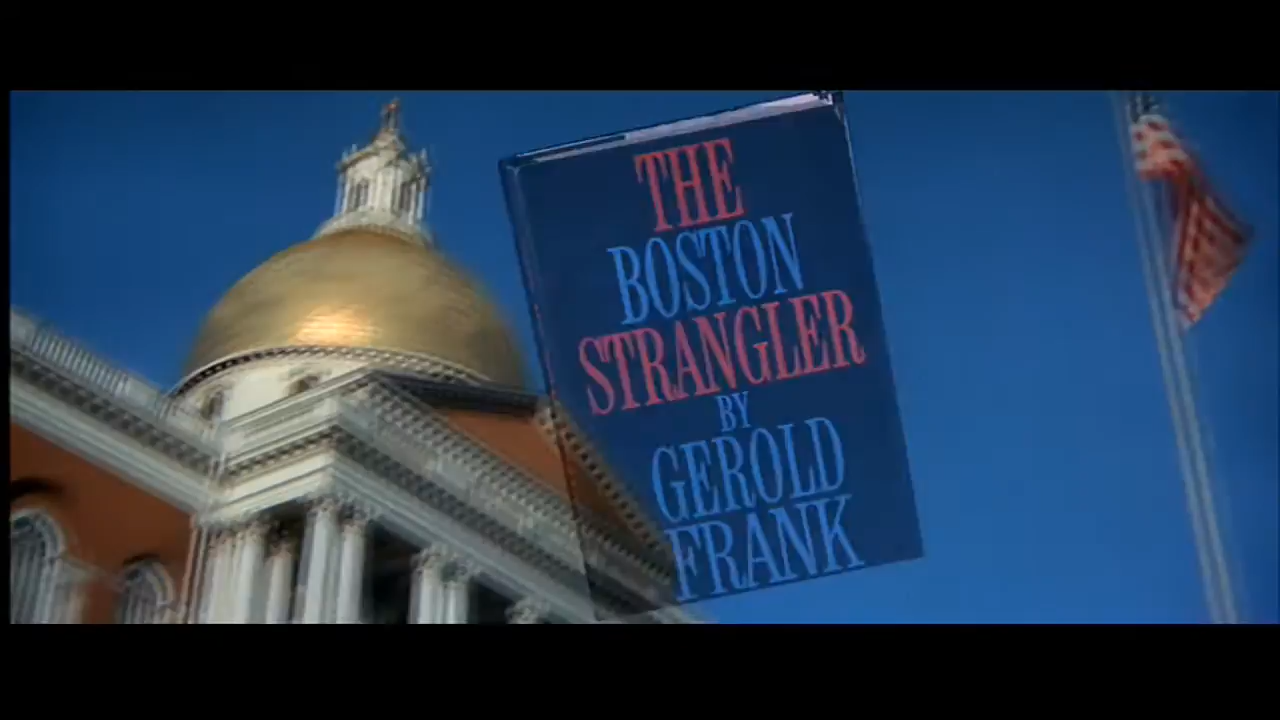 THE
BOSTON
STRANGLER
BY
GEROLD
FRANK